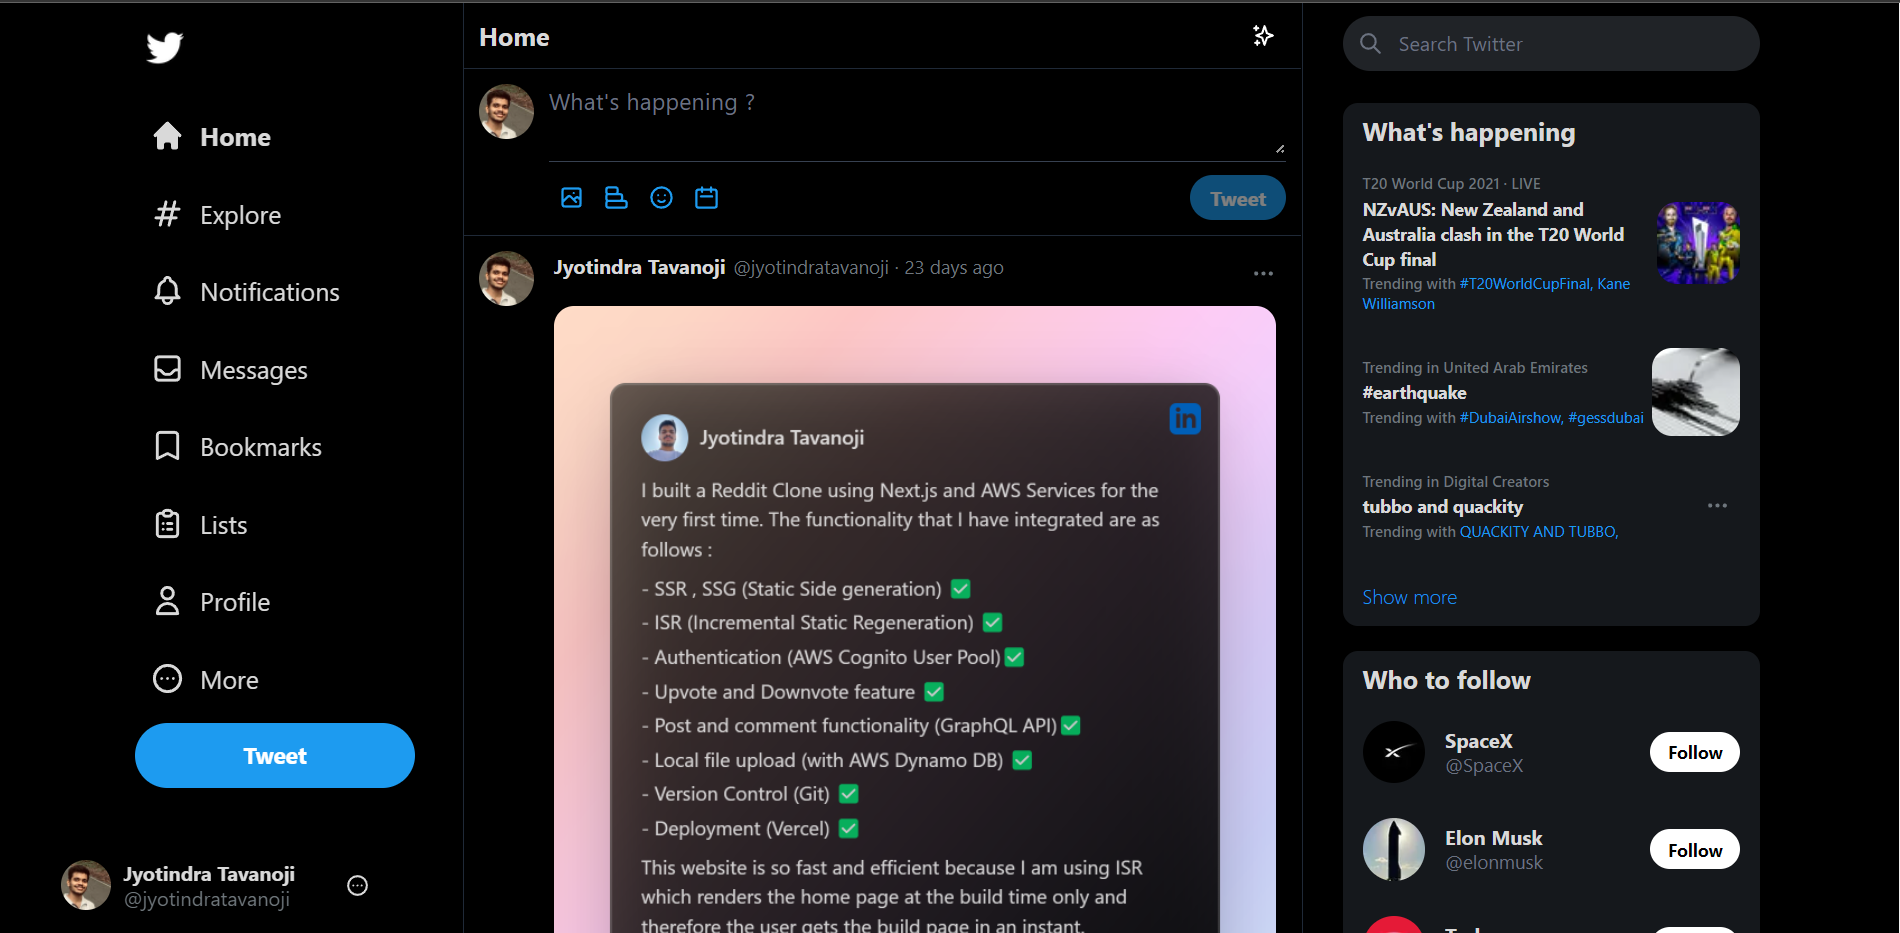 Home
Explore
Notifications
Messages
Bookmarks
Lists
Profile
More
Tweet
Jyotindra Tavanoji
@jyotindratavanoji
Home
What's happening ?
Tweet
Jyotindra Tavanoji @jyotindratavanoji · 23 days ago
in
Jyotindra Tavanoji
I built a Reddit Clone using Next.js and AWS Services for the
very first time. The functionality that I have integrated are as
follows :
- SSR , SSG (Static Side generation) ✅
- ISR (Incremental Static Regeneration) ✅
- Authentication (AWS Cognito User Pool)✅
- Upvote and Downvote feature ✅
- Post and comment functionality (GraphQL API)✅
- Local file upload (with AWS Dynamo DB) ✅
- Version Control (Git) ✅
- Deployment (Vercel) ✅
This website is so fast and efficient because I am using ISR
which renders the home page at the build time only and
therefore the user gets the build page in an instant.
Search Twitter
What's happening
T20 World Cup 2021 · LIVE
NZvAUS: New Zealand and
Australia clash in the T20 World
Cup final
Trending with #T20WorldCupFinal, Kane
Williamson
Trending in United Arab Emirates
#earthquake
Trending with #DubaiAirshow, #gessdubai
Trending in Digital Creators
tubbo and quackity
Trending with QUACKITY AND TUBBO,
Show more
Who to follow
SpaceX
@SpaceX
Follow
Elon Musk
@elonmusk
Follow